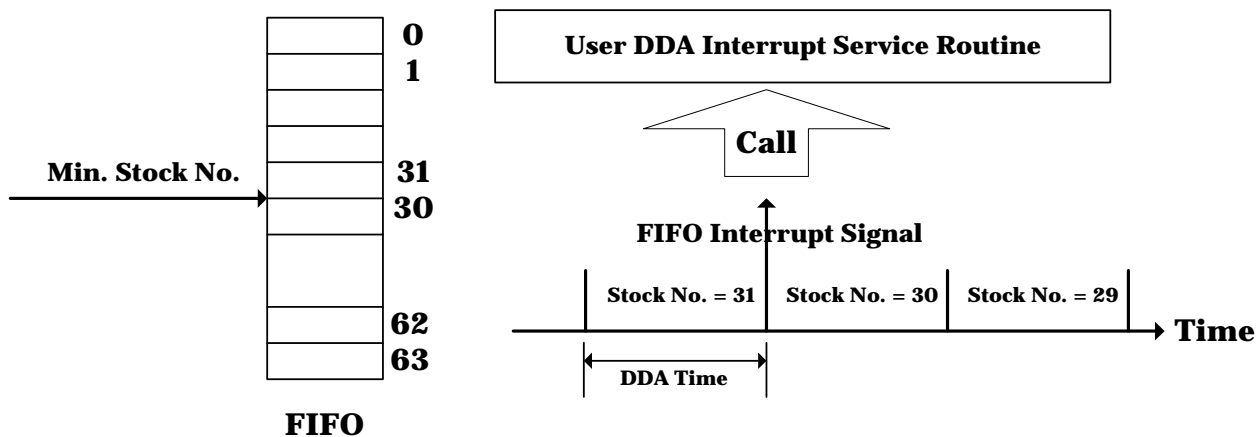 0
1
User DDA Interrupt Service Routine
Call
Min. Stock No.
31
30
FIFO Interrupt Signal
Stock No. = 31
Stock No. = 30
Stock No. = 29
62
63
Time
DDA Time
FIFO